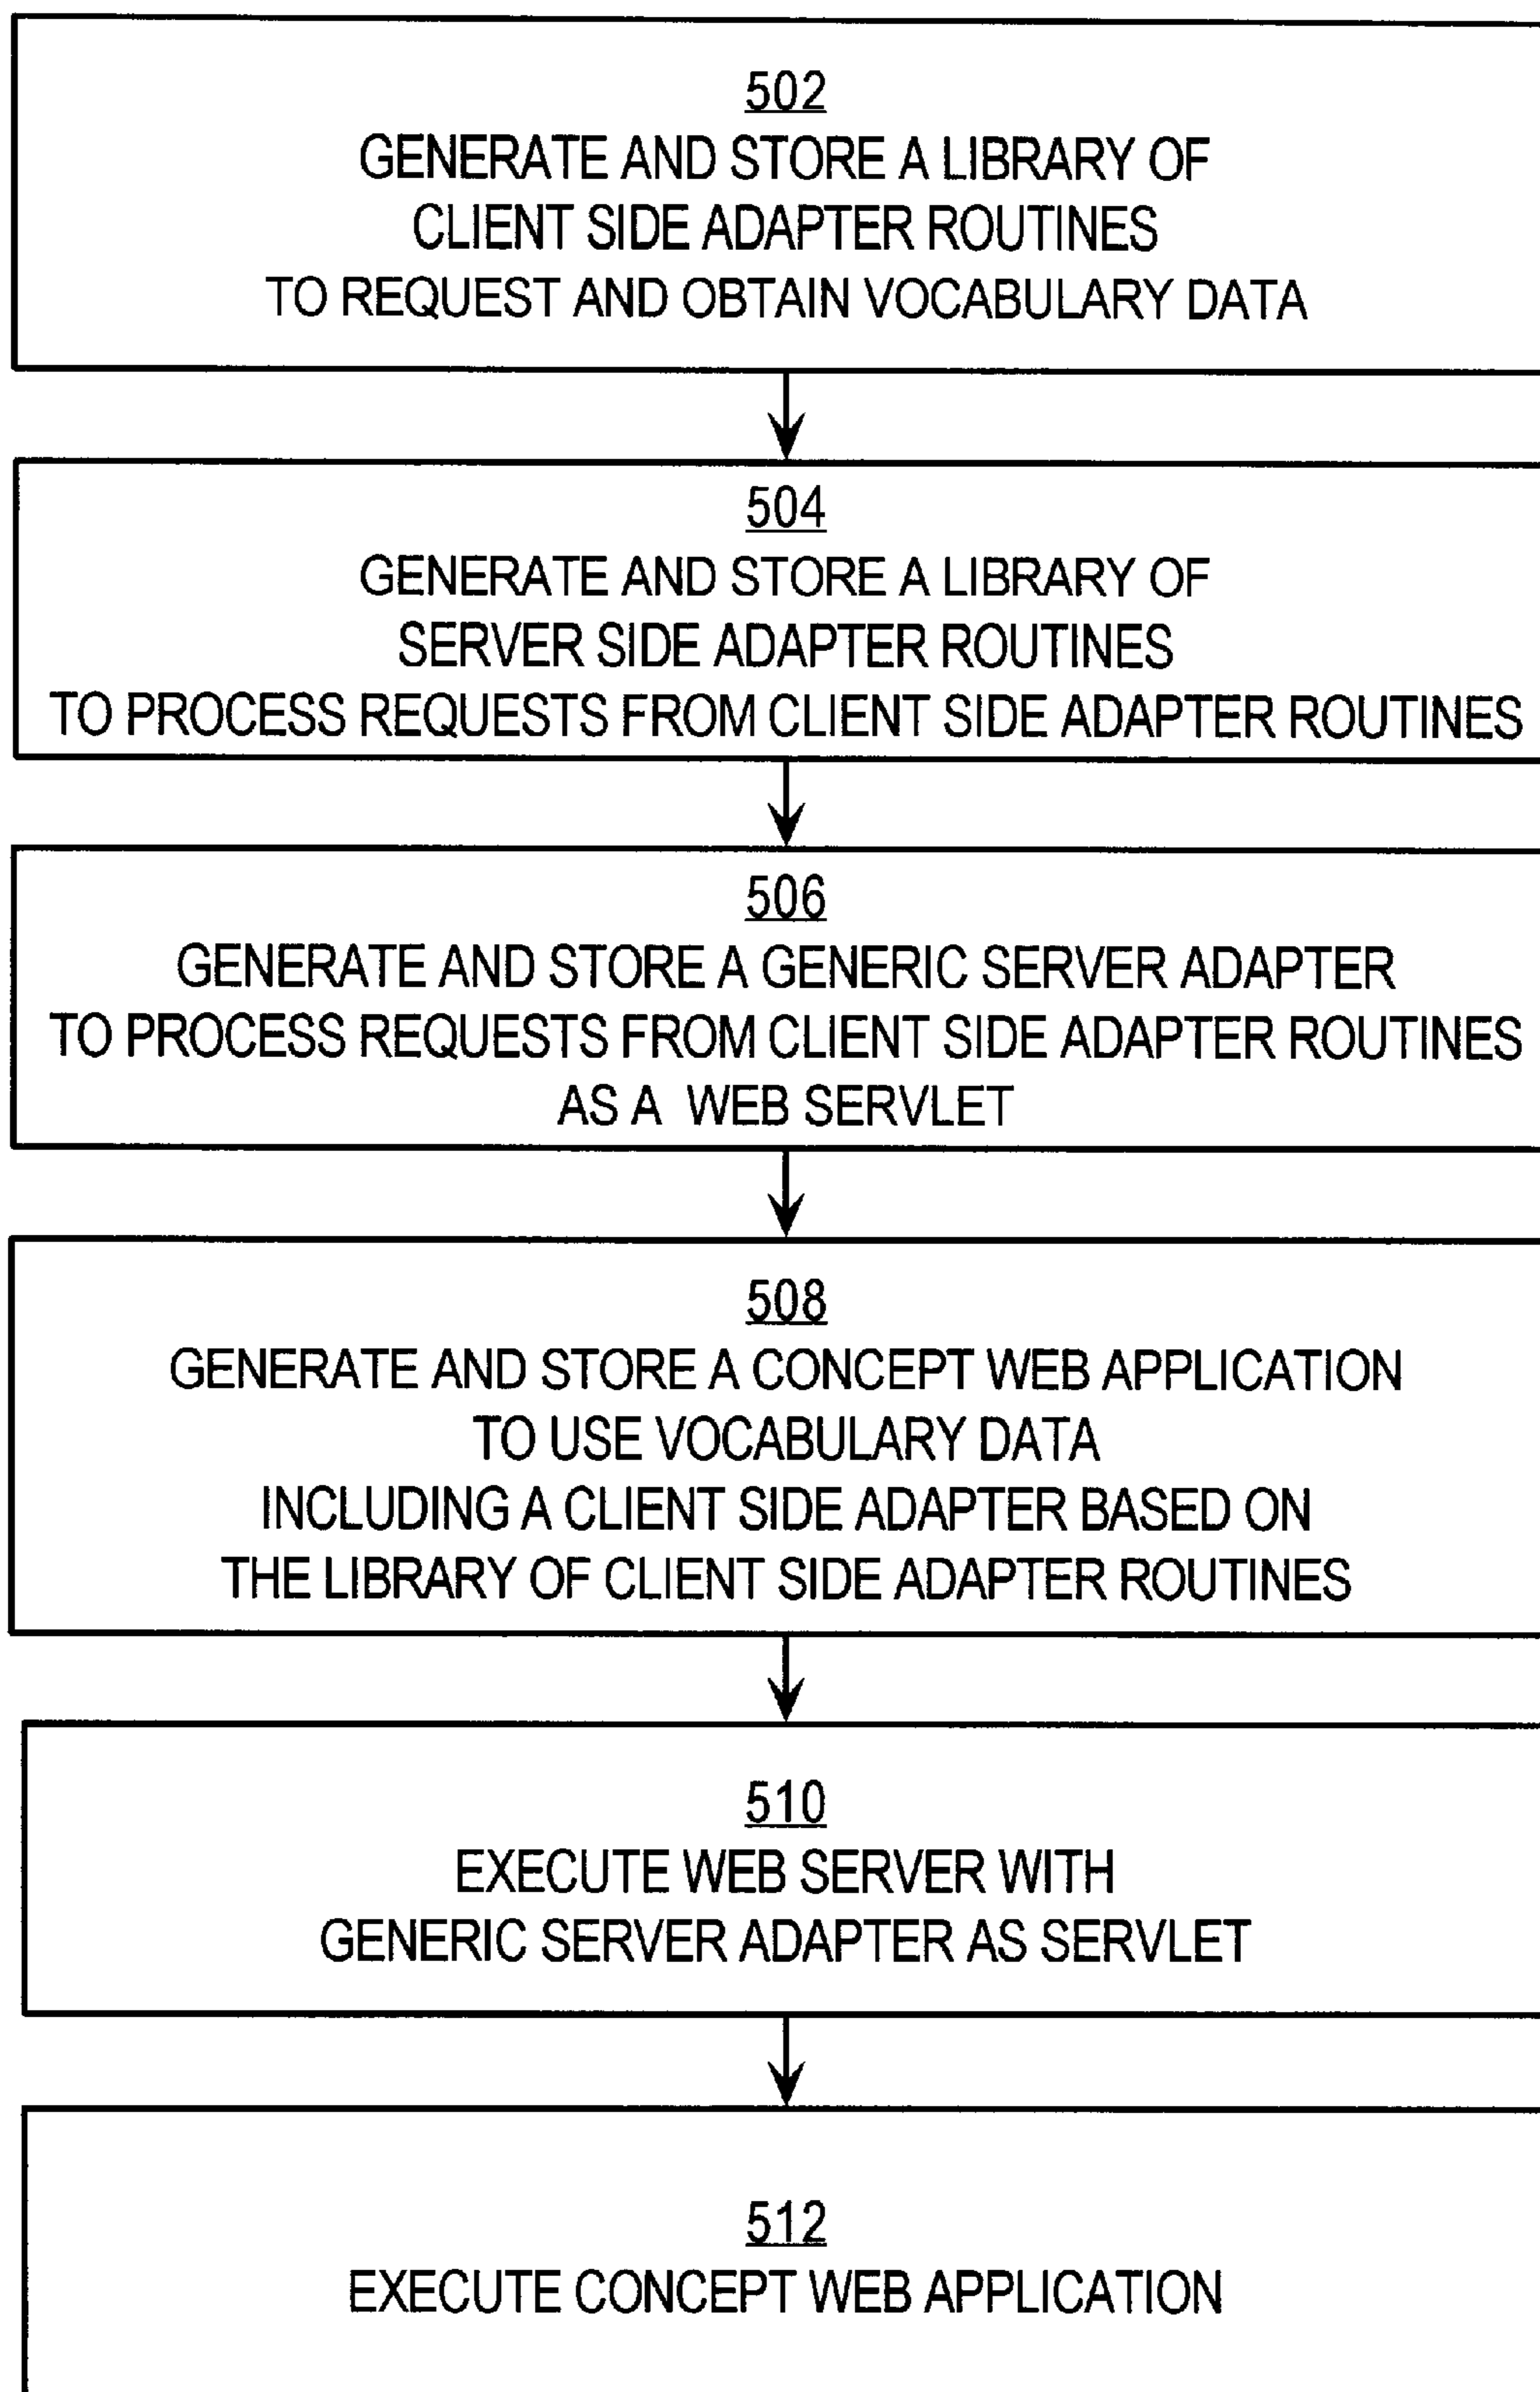 502
GENERATE AND STORE A LIBRARY OF
CLIENT SIDE ADAPTER ROUTINES
TO REQUEST AND OBTAIN VOCABULARY DATA
504
GENERATE AND STORE A LIBRARY OF
SERVER SIDE ADAPTER ROUTINES
TO PROCESS REQUESTS FROM CLIENT SIDE ADAPTER ROUTINES
506
GENERATE AND STORE A GENERIC SERVER ADAPTER
TO PROCESS REQUESTS FROM CLIENT SIDE ADAPTER ROUTINES
AS A WEB SERVLET
508
GENERATE AND STORE A CONCEPT WEB APPLICATION
TO USE VOCABULARY DATA
INCLUDING A CLIENT SIDE ADAPTER BASED ON
THE LIBRARY OF CLIENT SIDE ADAPTER ROUTINES
510
EXECUTE WEB SERVER WITH
GENERIC SERVER ADAPTER AS SERVLET
512
EXECUTE CONCEPT WEB APPLICATION